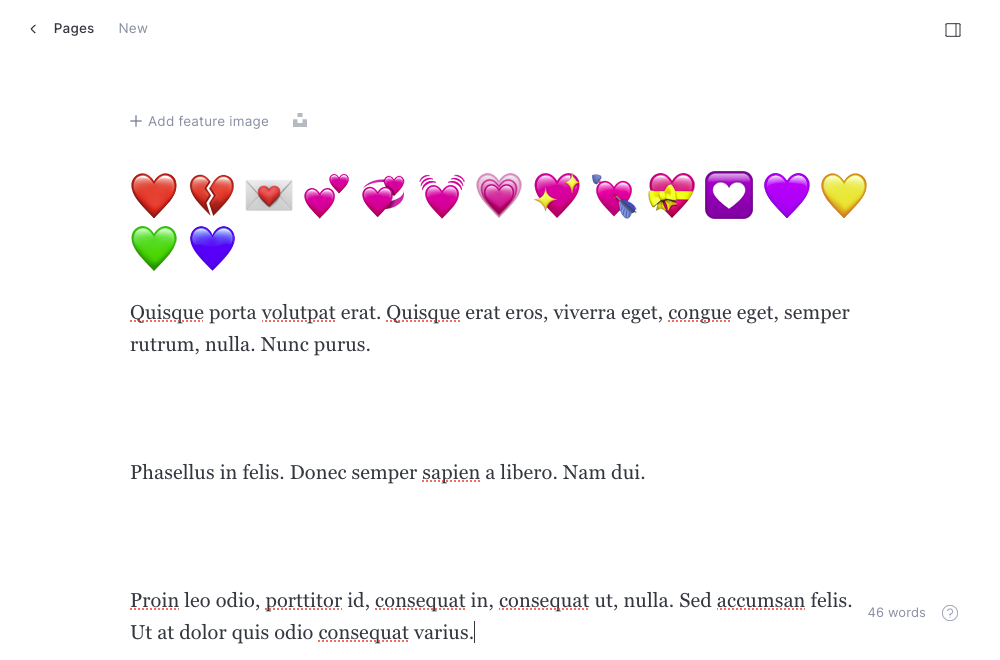 Pages New
Add feature image
❤️ 💔 💌 💕 💞 💓 💗 💖 💘 💝 💟 💜 💛
💚 💙
Quisque porta volutpat erat. Quisque erat eros, viverra eget, congue eget, semper
rutrum, nulla. Nunc purus.
Phasellus in felis. Donec semper sapien a libero. Nam dui.
Proin leo odio, porttitor id, consequat in, consequat ut, nulla. Sed accumsan felis.
Ut at dolor quis odio consequat varius.
46 words ?